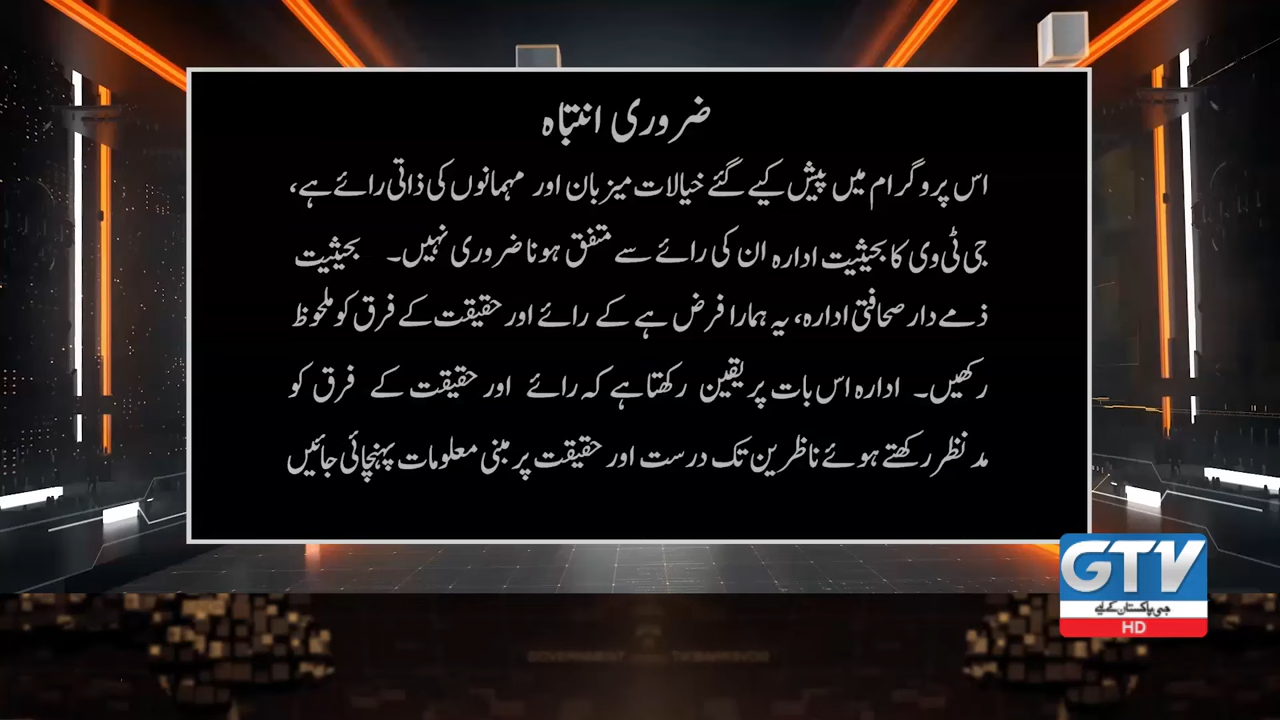 ضروری انتباہ
اس پروگرام میں پیش کیے گئے خیالات میزبان اور مہمانوں کی ذاتی رائے ہے،
جی ٹی وی کا بحیثیت ادارہ ان کی رائے سے متفق ہونا ضروری نہیں۔ بحیثیت
ذمے دار صحافتی ادارہ، یہ ہمارا فرض ہے کے رائے اور حقیقت کے فرق کو ملحوظ
رکھیں۔ ادارہ اس بات پر یقین رکھتا ہے کہ رائے اور حقیقت کے فرق کو
مد نظر رکھتے ہوئے ناظرین تک درست اور حقیقت پر مبنی معلومات پہنچائی جائیں
GTV
جی پاکستان کے لیے
HD